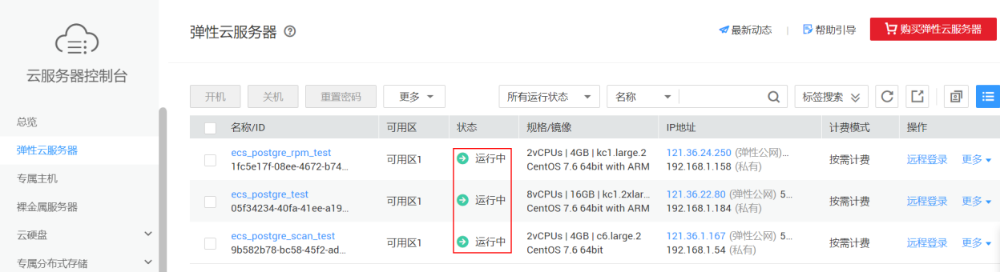 弹性云服务器
最新动态 | 帮助引导
购买弹性云服务器
云服务器控制台
开机 关机 重置密码 更多 所有运行状态 名称 标签搜索
总览
弹性云服务器
专属主机
裸金属服务器
云硬盘
专属分布式存储
名称/ID 可用区 状态 规格/镜像 IP地址 计费模式 操作
ecs_postgre_rpm_test 可用区1 运行中 2vCPUs | 4GB | kc1.large.2 121.36.24.250 (弹性公网)... 按需计费 远程登录 更多
1fc5e17f-08ee-4672-b74... CentOS 7.6 64bit with ARM 192.168.1.158 (私有)
ecs_postgre_test 可用区1 运行中 8vCPUs | 16GB | kc1.2xlar... 121.36.22.80 (弹性公网) 5... 按需计费 远程登录 更多
05f34234-40fa-41ee-a19... CentOS 7.6 64bit with ARM 192.168.1.184 (私有)
ecs_postgre_scan_test 可用区1 运行中 2vCPUs | 4GB | c6.large.2 121.36.1.167 (弹性公网) 5... 按需计费 远程登录 更多
9b582b78-bc58-45f2-ad... CentOS 7.6 64bit 192.168.1.54 (私有)